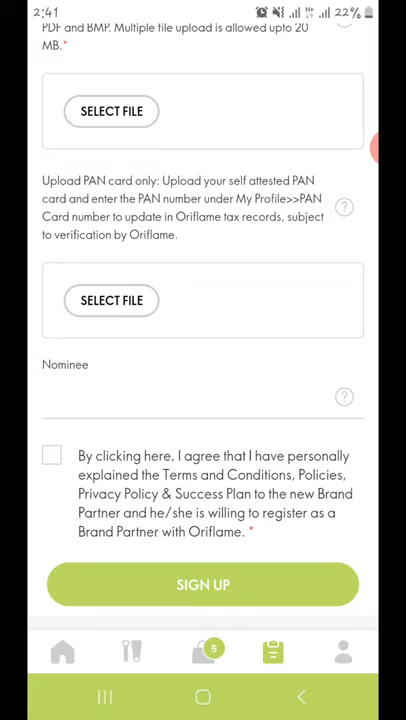 2:41
22%
PDF and BMP. Multiple file upload is allowed upto 20
MB.*
SELECT FILE
Upload PAN card only: Upload your self attested PAN
card and enter the PAN number under My Profile>>PAN
Card number to update in Oriflame tax records, subject
to verification by Oriflame.
?
SELECT FILE
Nominee
?
By clicking here, I agree that I have personally
explained the Terms and Conditions, Policies,
Privacy Policy & Success Plan to the new Brand
Partner and he/she is willing to register as a
Brand Partner with Oriflame. *
SIGN UP
5